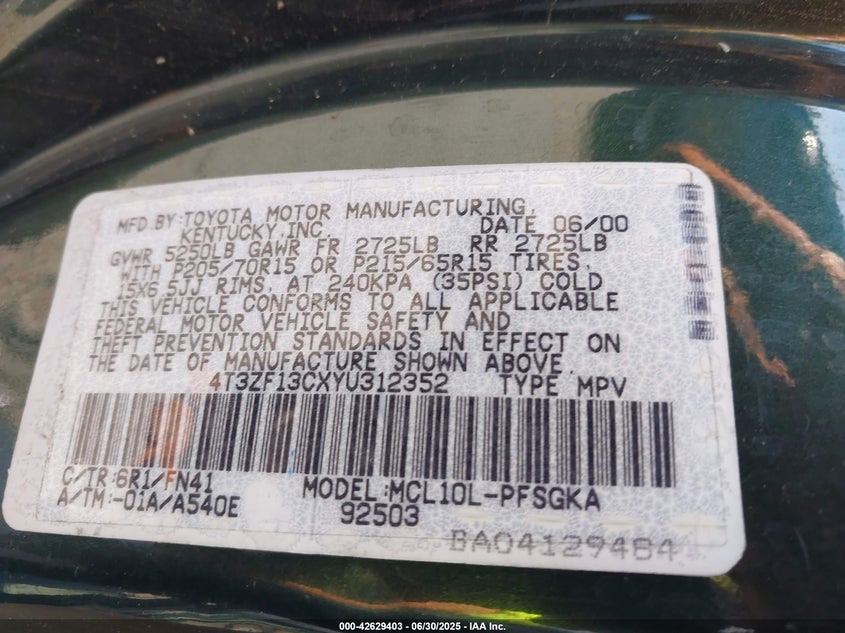 MFD.BY:TOYOTA MOTOR MANUFACTURING,
KENTUCKY,INC. DATE 06/00
GVWR 5250LB GAWR FR 2725LB RR 2725LB
WITH P205/70R15 OR P215/65R15 TIRES,
15X6.5JJ RIMS, AT 240KPA (35PSI) COLD
THIS VEHICLE CONFORMS TO ALL APPLICABLE
FEDERAL MOTOR VEHICLE SAFETY AND
THEFT PREVENTION STANDARDS IN EFFECT ON
THE DATE OF MANUFACTURE SHOWN ABOVE.
4T3ZF13CXYU312352 TYPE MPV
C/TR:6R1/FN41 MODEL:MCL10L-PFSGKA
A/TM:-01A/A540E 92503
BA04129484
000-42629403 - 06/30/2025 - IAA Inc.